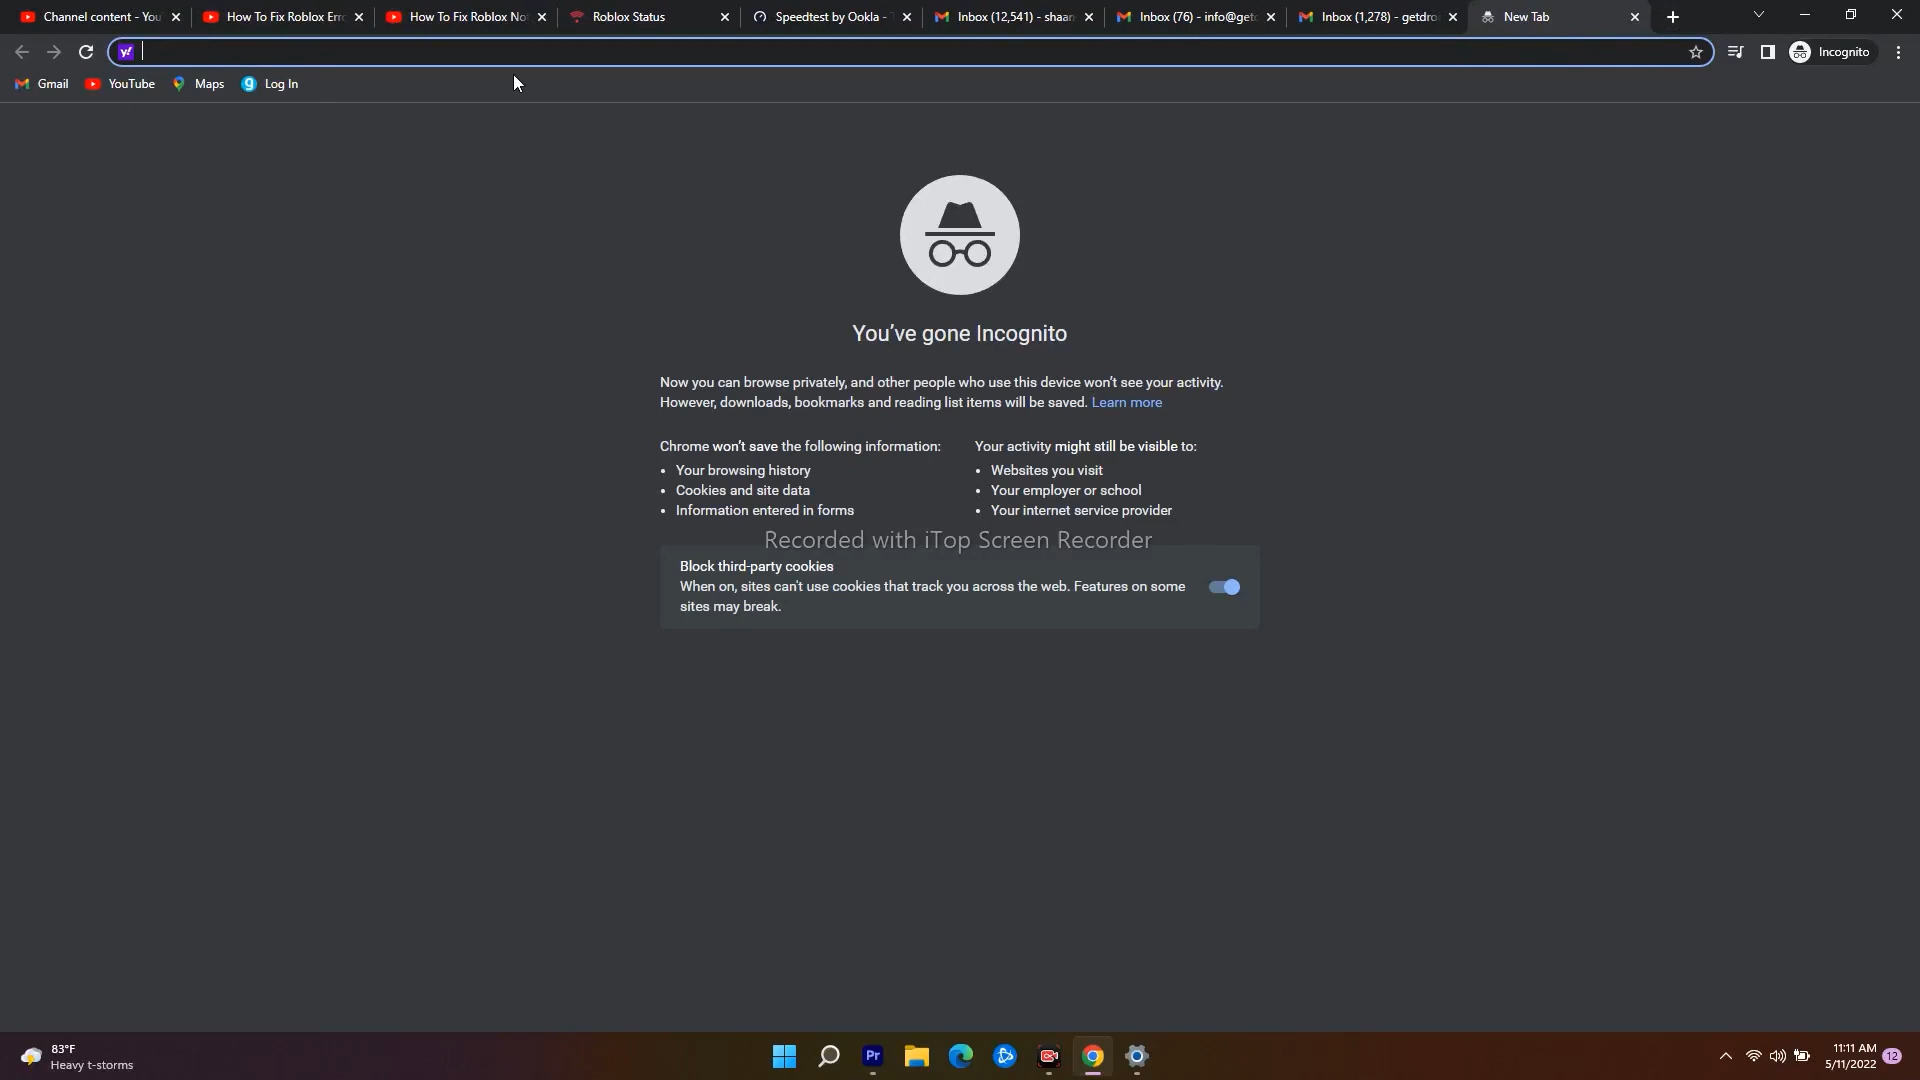 Channel content - You
How To Fix Roblox Erro
How To Fix Roblox Not
Roblox Status
Speedtest by Ookla - T
Inbox (12,541) - shaan
Inbox (76) - info@getd
Inbox (1,278) - getdroi
New Tab
y!
Incognito
Gmail
YouTube
Maps
g Log In
You've gone Incognito
Now you can browse privately, and other people who use this device won't see your activity.
However, downloads, bookmarks and reading list items will be saved. Learn more
Chrome won't save the following information:
• Your browsing history
• Cookies and site data
• Information entered in forms
Your activity might still be visible to:
• Websites you visit
• Your employer or school
• Your internet service provider
Recorded with iTop Screen Recorder
Block third-party cookies
When on, sites can't use cookies that track you across the web. Features on some
sites may break.
83°F
Heavy t-storms
Pr
11:11 AM
5/11/2022
12